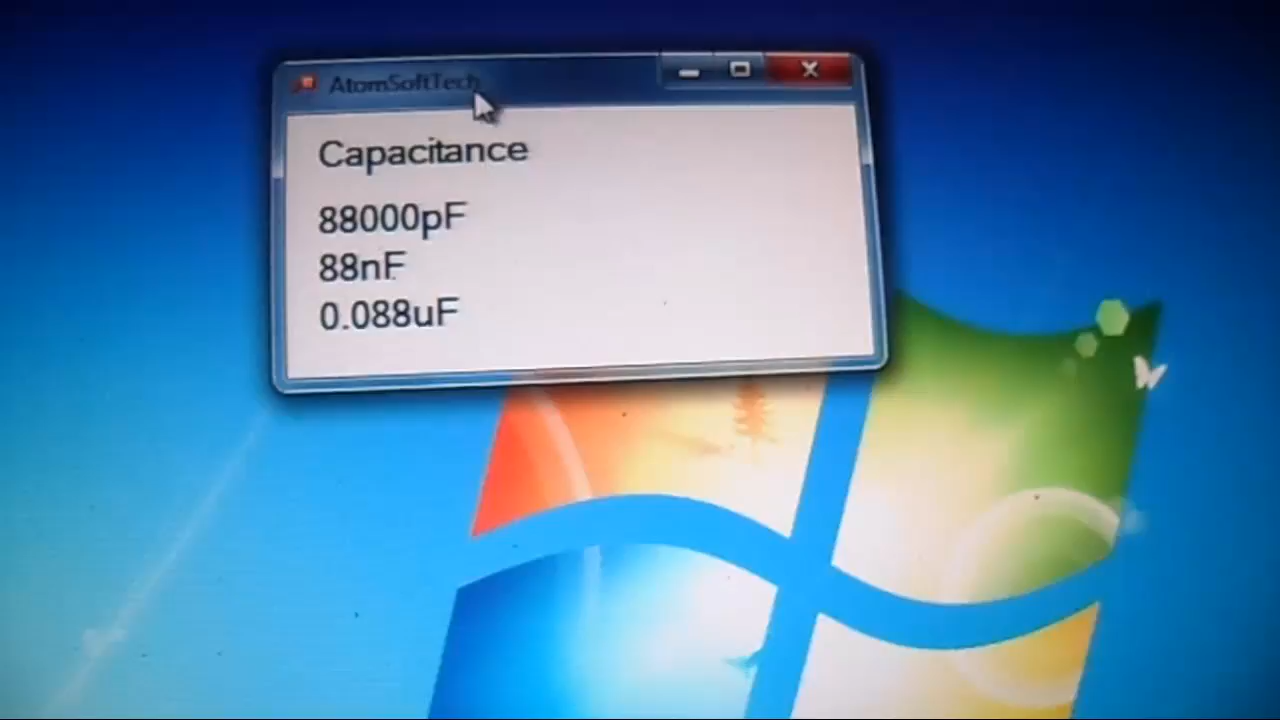 AtomSoftTech
Capacitance
88000pF
88nF
0.088uF